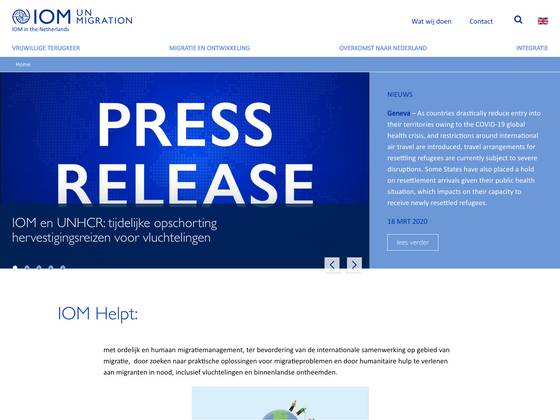 IOM UN
MIGRATION
IOM in the Netherlands
Wat wij doen
Contact
VRIJWILLIGE TERUGKEER
MIGRATIE EN ONTWIKKELING
OVERKOMST NAAR NEDERLAND
INTEGRATIE
Home
PRESS
RELEASE
IOM en UNHCR: tijdelijke opschorting
hervestigingsreizen voor vluchtelingen
NIEUWS
Geneva – As countries drastically reduce entry into
their territories owing to the COVID-19 global
health crisis, and restrictions around international
air travel are introduced, travel arrangements for
resettling refugees are currently subject to severe
disruptions. Some States have also placed a hold
on resettlement arrivals given their public health
situation, which impacts on their capacity to
receive newly resettled refugees.
18 MRT 2020
lees verder
IOM Helpt:
met ordelijk en humaan migratiemanagement, ter bevordering van de internationale samenwerking op gebied van
migratie, door zoeken naar praktische oplossingen voor migratieproblemen en door humanitaire hulp te verlenen
aan migranten in nood, inclusief vluchtelingen en binnenlandse ontheemden.